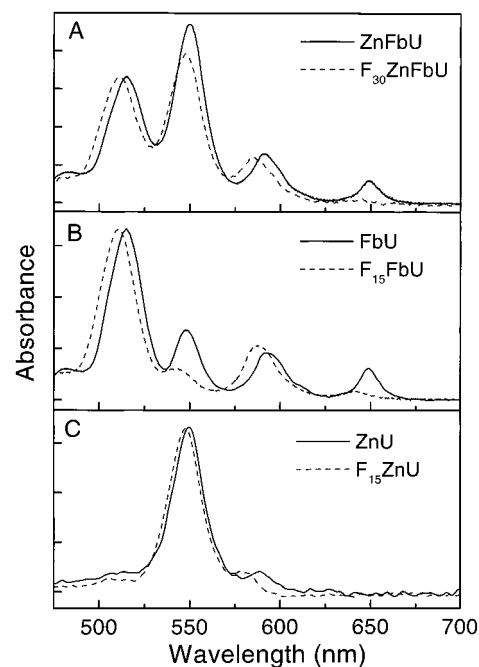 A
ZnFbU
F₃₀ZnFbU
B
FbU
F₁₅FbU
Absorbance
C
ZnU
F₁₅ZnU
500 550 600 650 700
Wavelength (nm)